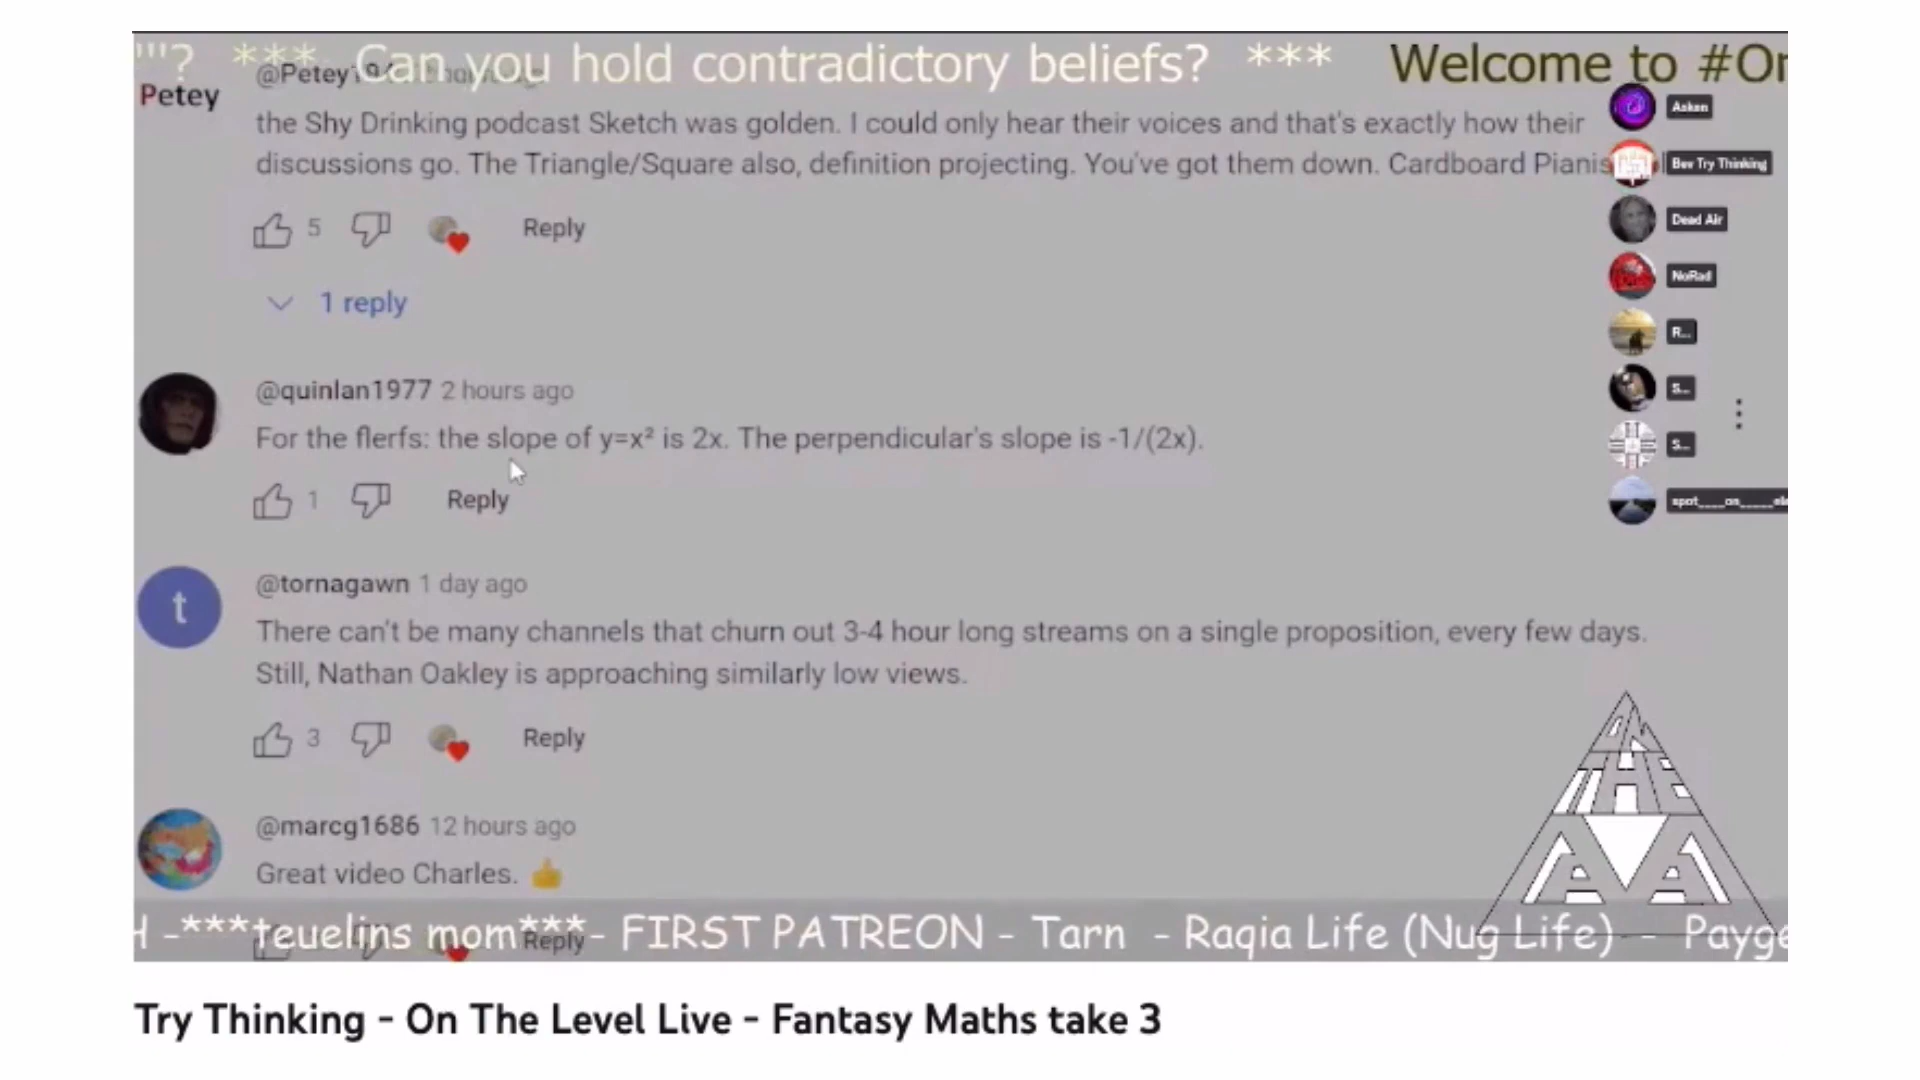 '''? *** Can you hold contradictory beliefs? *** Welcome to #On
Petey
the Shy Drinking podcast Sketch was golden. I could only hear their voices and that's exactly how their
discussions go. The Triangle/Square also, definition projecting. You've got them down. Cardboard Pianis
5 Reply
1 reply
@quinlan1977 2 hours ago
For the flerfs: the slope of y=x² is 2x. The perpendicular's slope is -1/(2x).
1 Reply
t
@tornagawn 1 day ago
There can't be many channels that churn out 3-4 hour long streams on a single proposition, every few days.
Still, Nathan Oakley is approaching similarly low views.
3 Reply
@marcg1686 12 hours ago
Great video Charles. 👍
Reply
Asken
Bev Try Thinking
Dead Air
NoRad
R...
S...
S...
ON
THE
H -***teuelins mom***- FIRST PATREON - Tarn - Raqia Life (Nug Life) - Payge
Try Thinking - On The Level Live - Fantasy Maths take 3